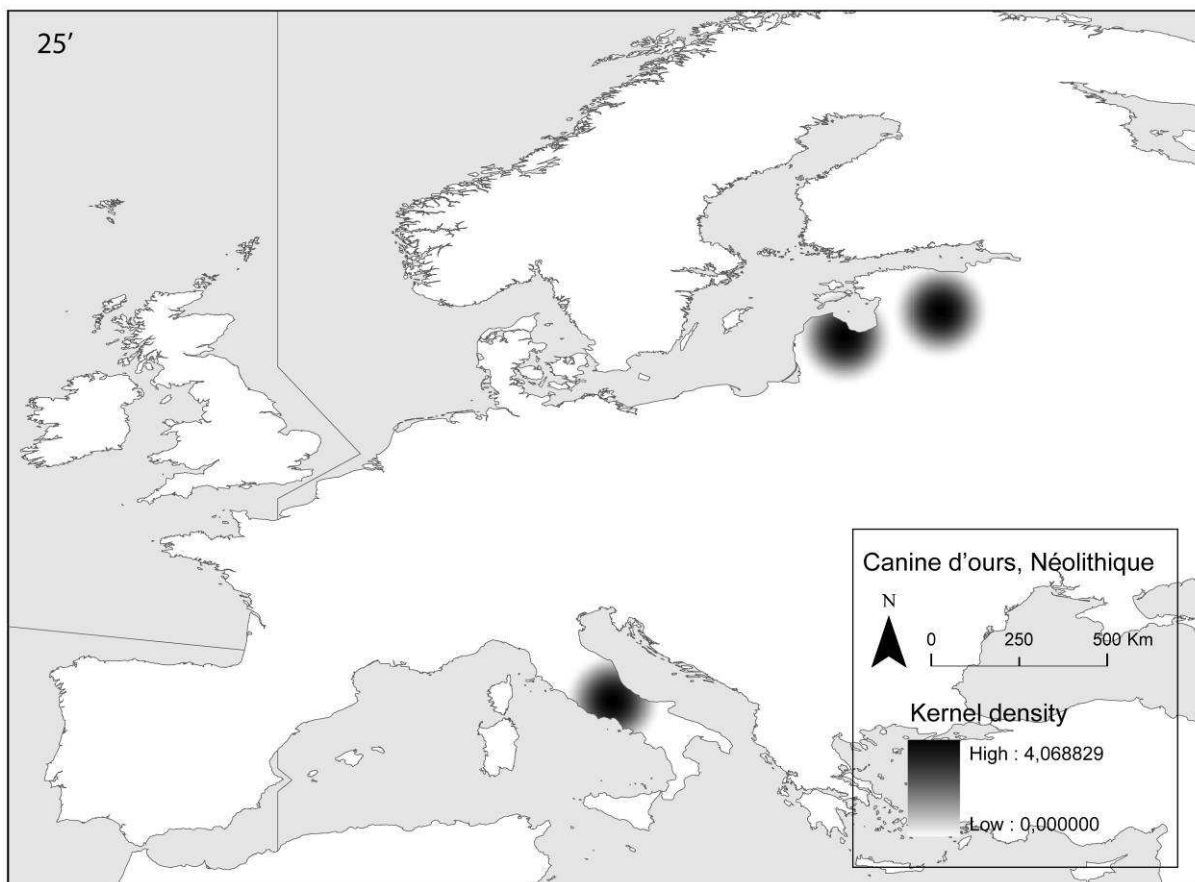 25′
Canine d’ours, Néolithique
N
0 250 500 Km
Kernel density
High : 4,068829
Low : 0,000000